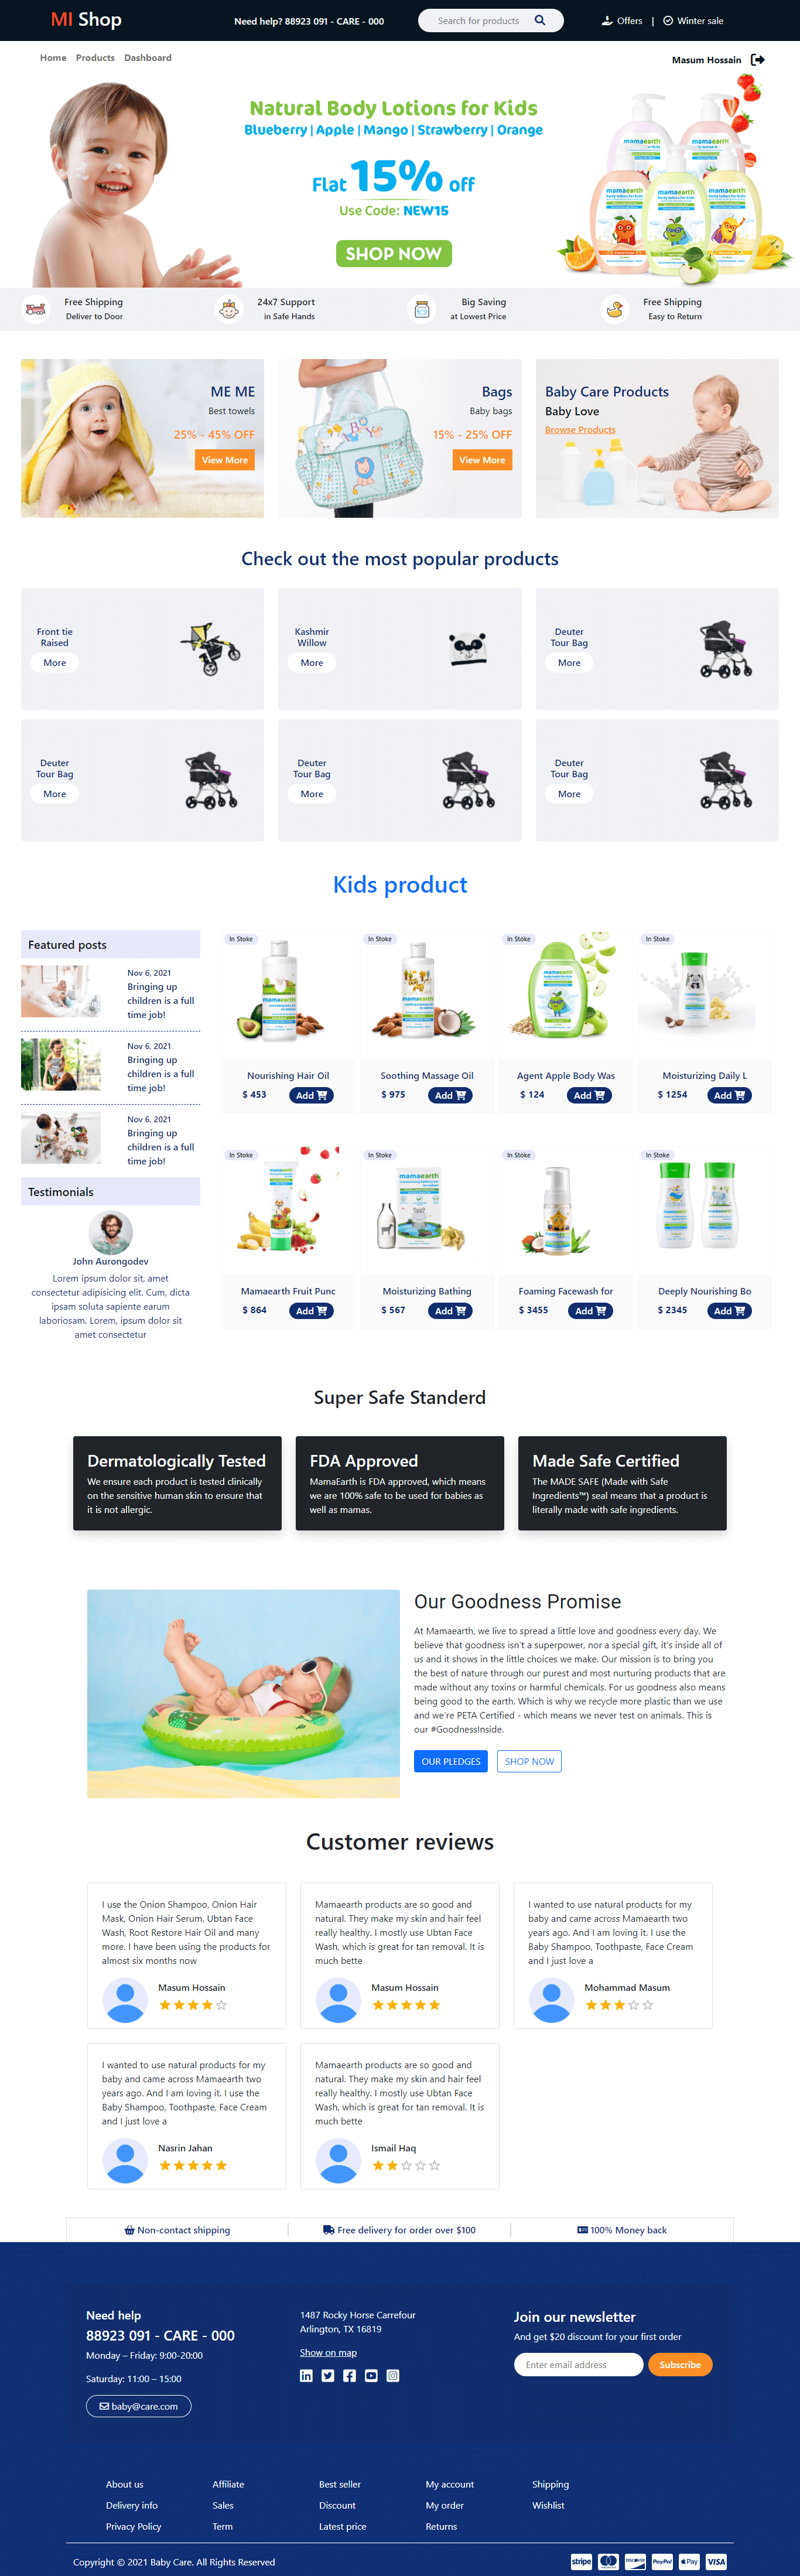 MI Shop
Need help? 88923 091 - CARE - 000
Search for products
Offers | Winter sale
Home Products Dashboard
Masum Hossain
Natural Body Lotions for Kids
Blueberry | Apple | Mango | Strawberry | Orange
Flat 15% off
Use Code: NEW15
SHOP NOW
mamaearth
mamaearth
mamaearth
mamaearth
mamaearth
Free Shipping
Deliver to Door
24x7 Support
in Safe Hands
Big Saving
at Lowest Price
Free Shipping
Easy to Return
ME ME
Best towels
25% - 45% OFF
View More
BABY
Bags
Baby bags
15% - 25% OFF
View More
Baby Care Products
Baby Love
Browse Products
Check out the most popular products
Front tie
Raised
More
Kashmir
Willow
More
Deuter
Tour Bag
More
Deuter
Tour Bag
More
Deuter
Tour Bag
More
Deuter
Tour Bag
More
Kids product
Featured posts
Nov 6, 2021
Bringing up
children is a full
time job!
Nov 6, 2021
Bringing up
children is a full
time job!
Nov 6, 2021
Bringing up
children is a full
time job!
Testimonials
John Aurongodev
Lorem ipsum dolor sit, amet
consectetur adipisicing elit. Cum, dicta
ipsam soluta sapiente earum
laboriosam. Lorem, ipsum dolor sit
amet consectetur
In Stoke
mamaearth
Nourishing Hair Oil
$ 453 Add
In Stoke
mamaearth
Soothing Massage Oil
$ 975 Add
In Stoke
mamaearth
Agent Apple Body Was
$ 124 Add
In Stoke
mamaearth
Moisturizing Daily L
$ 1254 Add
In Stoke
mamaearth
Mamaearth Fruit Punc
$ 864 Add
In Stoke
mamaearth
Moisturizing Bathing
$ 567 Add
In Stoke
mamaearth
Foaming Facewash for
$ 3455 Add
In Stoke
mamaearth
mamaearth
Deeply Nourishing Bo
$ 2345 Add
Super Safe Standerd
Dermatologically Tested
We ensure each product is tested clinically
on the sensitive human skin to ensure that
it is not allergic.
FDA Approved
MamaEarth is FDA approved, which means
we are 100% safe to be used for babies as
well as mamas.
Made Safe Certified
The MADE SAFE (Made with Safe
Ingredients™) seal means that a product is
literally made with safe ingredients.
Our Goodness Promise
At Mamaearth, we live to spread a little love and goodness every day. We
believe that goodness isn't a superpower, nor a special gift, it's inside all of
us and it shows in the little choices we make. Our mission is to bring you
the best of nature through our purest and most nurturing products that are
made without any toxins or harmful chemicals. For us goodness also means
being good to the earth. Which is why we recycle more plastic than we use
and we're PETA Certified - which means we never test on animals. This is
our #GoodnessInside.
OUR PLEDGES SHOP NOW
Customer reviews
I use the Onion Shampoo, Onion Hair
Mask, Onion Hair Serum, Ubtan Face
Wash, Root Restore Hair Oil and many
more. I have been using the products for
almost six months now
Masum Hossain
Mamaearth products are so good and
natural. They make my skin and hair feel
really healthy. I mostly use Ubtan Face
Wash, which is great for tan removal. It is
much bette
Masum Hossain
I wanted to use natural products for my
baby and came across Mamaearth two
years ago. And I am loving it. I use the
Baby Shampoo, Toothpaste, Face Cream
and I just love a
Mohammad Masum
I wanted to use natural products for my
baby and came across Mamaearth two
years ago. And I am loving it. I use the
Baby Shampoo, Toothpaste, Face Cream
and I just love a
Nasrin Jahan
Mamaearth products are so good and
natural. They make my skin and hair feel
really healthy. I mostly use Ubtan Face
Wash, which is great for tan removal. It is
much bette
Ismail Haq
Non-contact shipping
Free delivery for order over $100
100% Money back
Need help
88923 091 - CARE - 000
Monday – Friday: 9:00-20:00
Saturday: 11:00 – 15:00
baby@care.com
1487 Rocky Horse Carrefour
Arlington, TX 16819
Show on map
Join our newsletter
And get $20 discount for your first order
Enter email address Subscribe
About us Affiliate Best seller My account Shipping
Delivery info Sales Discount My order Wishlist
Privacy Policy Term Latest price Returns
Copyright © 2021 Baby Care. All Rights Reserved
stripe DISCOVER PayPal Pay VISA